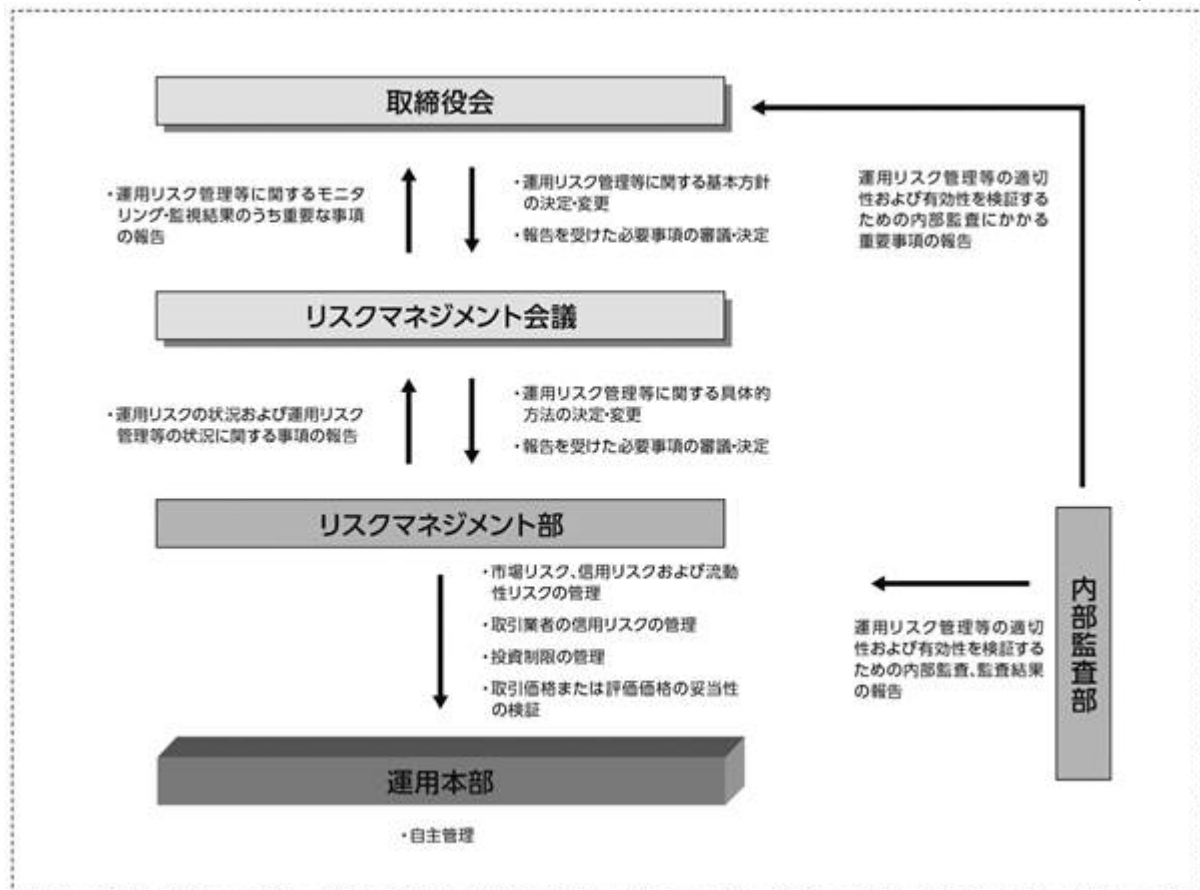 取締役会
・運用リスク管理等に関するモニタ
リング・監視結果のうち重要な事項
の報告
・運用リスク管理等に関する基本方針
の決定・変更
・報告を受けた必要事項の審議・決定
運用リスク管理等の適切
性および有効性を検証す
るための内部監査にかかる
重要事項の報告
リスクマネジメント会議
・運用リスクの状況および運用リスク
管理等の状況に関する事項の報告
・運用リスク管理等に関する具体的
方法の決定・変更
・報告を受けた必要事項の審議・決定
リスクマネジメント部
・市場リスク、信用リスクおよび流動
性リスクの管理
・取引業者の信用リスクの管理
・投資制限の管理
・取引価格または評価価格の妥当性
の検証
運用リスク管理等の適切
性および有効性を検証する
ための内部監査、監査結果
の報告
内部監査部
運用本部
・自主管理